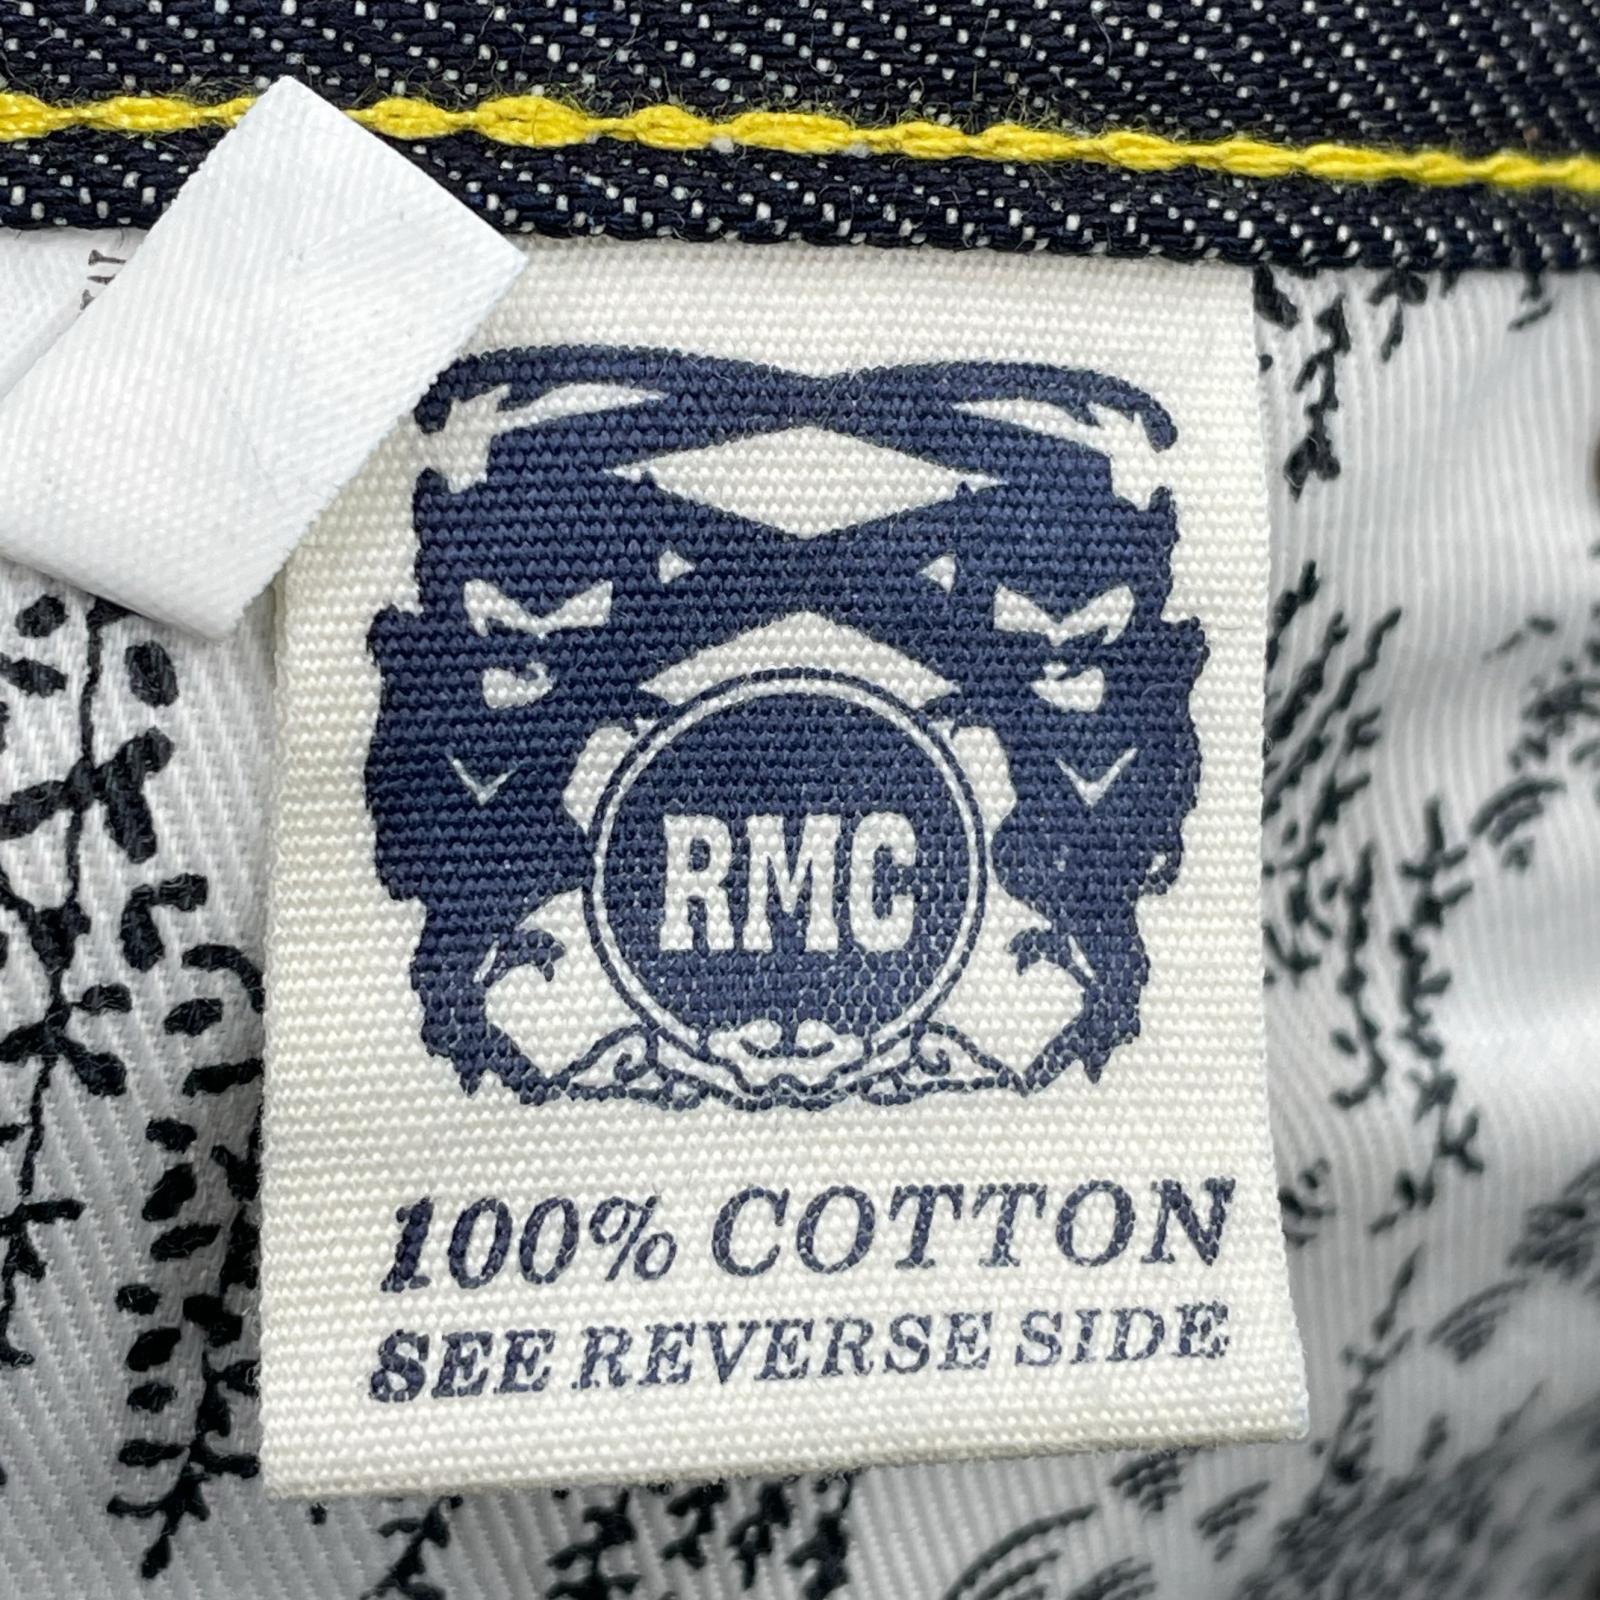 RMC
100% COTTON
SEE REVERSE SIDE